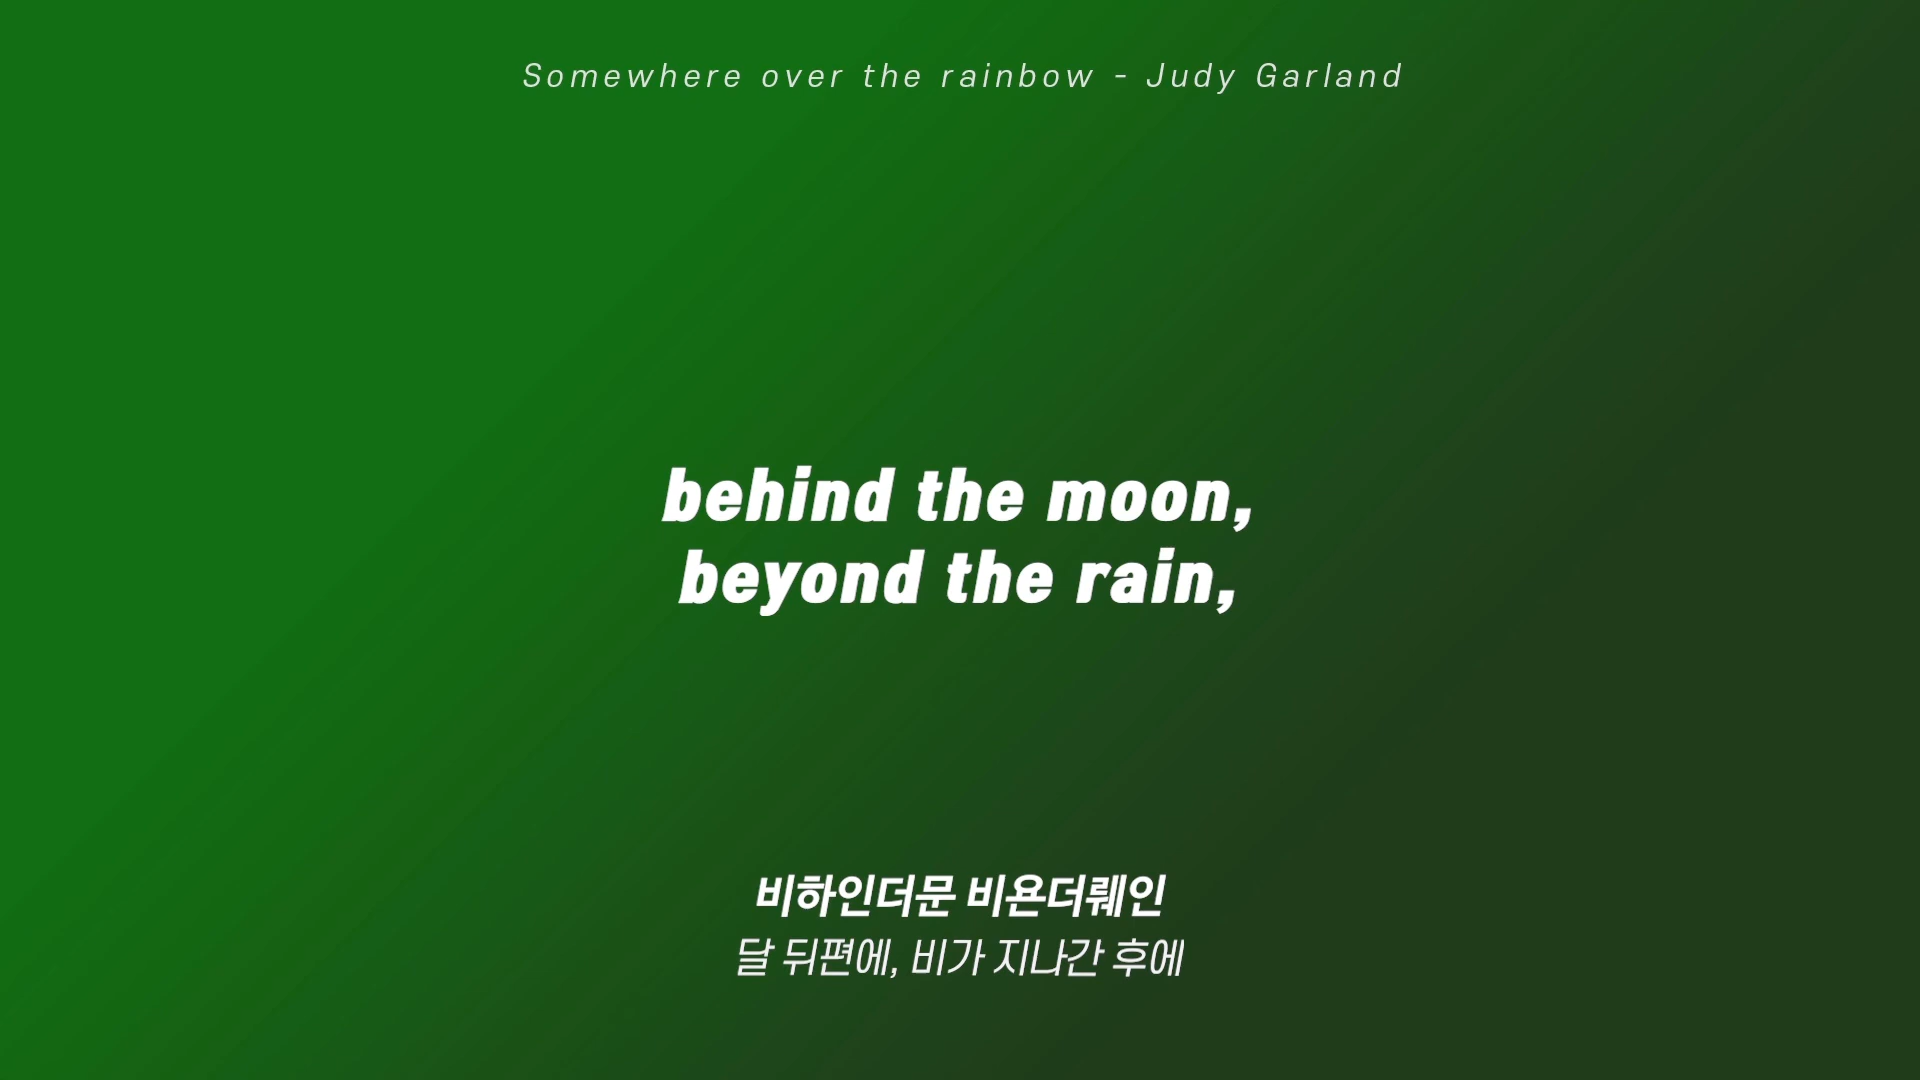 Somewhere over the rainbow - Judy Garland
behind the moon,
beyond the rain,
비하인더문 비욘더뤠인
달 뒤편에, 비가 지나간 후에